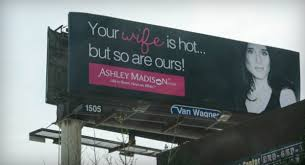 Your wife is hot...
but so are ours!
ASHLEY MADISON
1505
Van Wagner